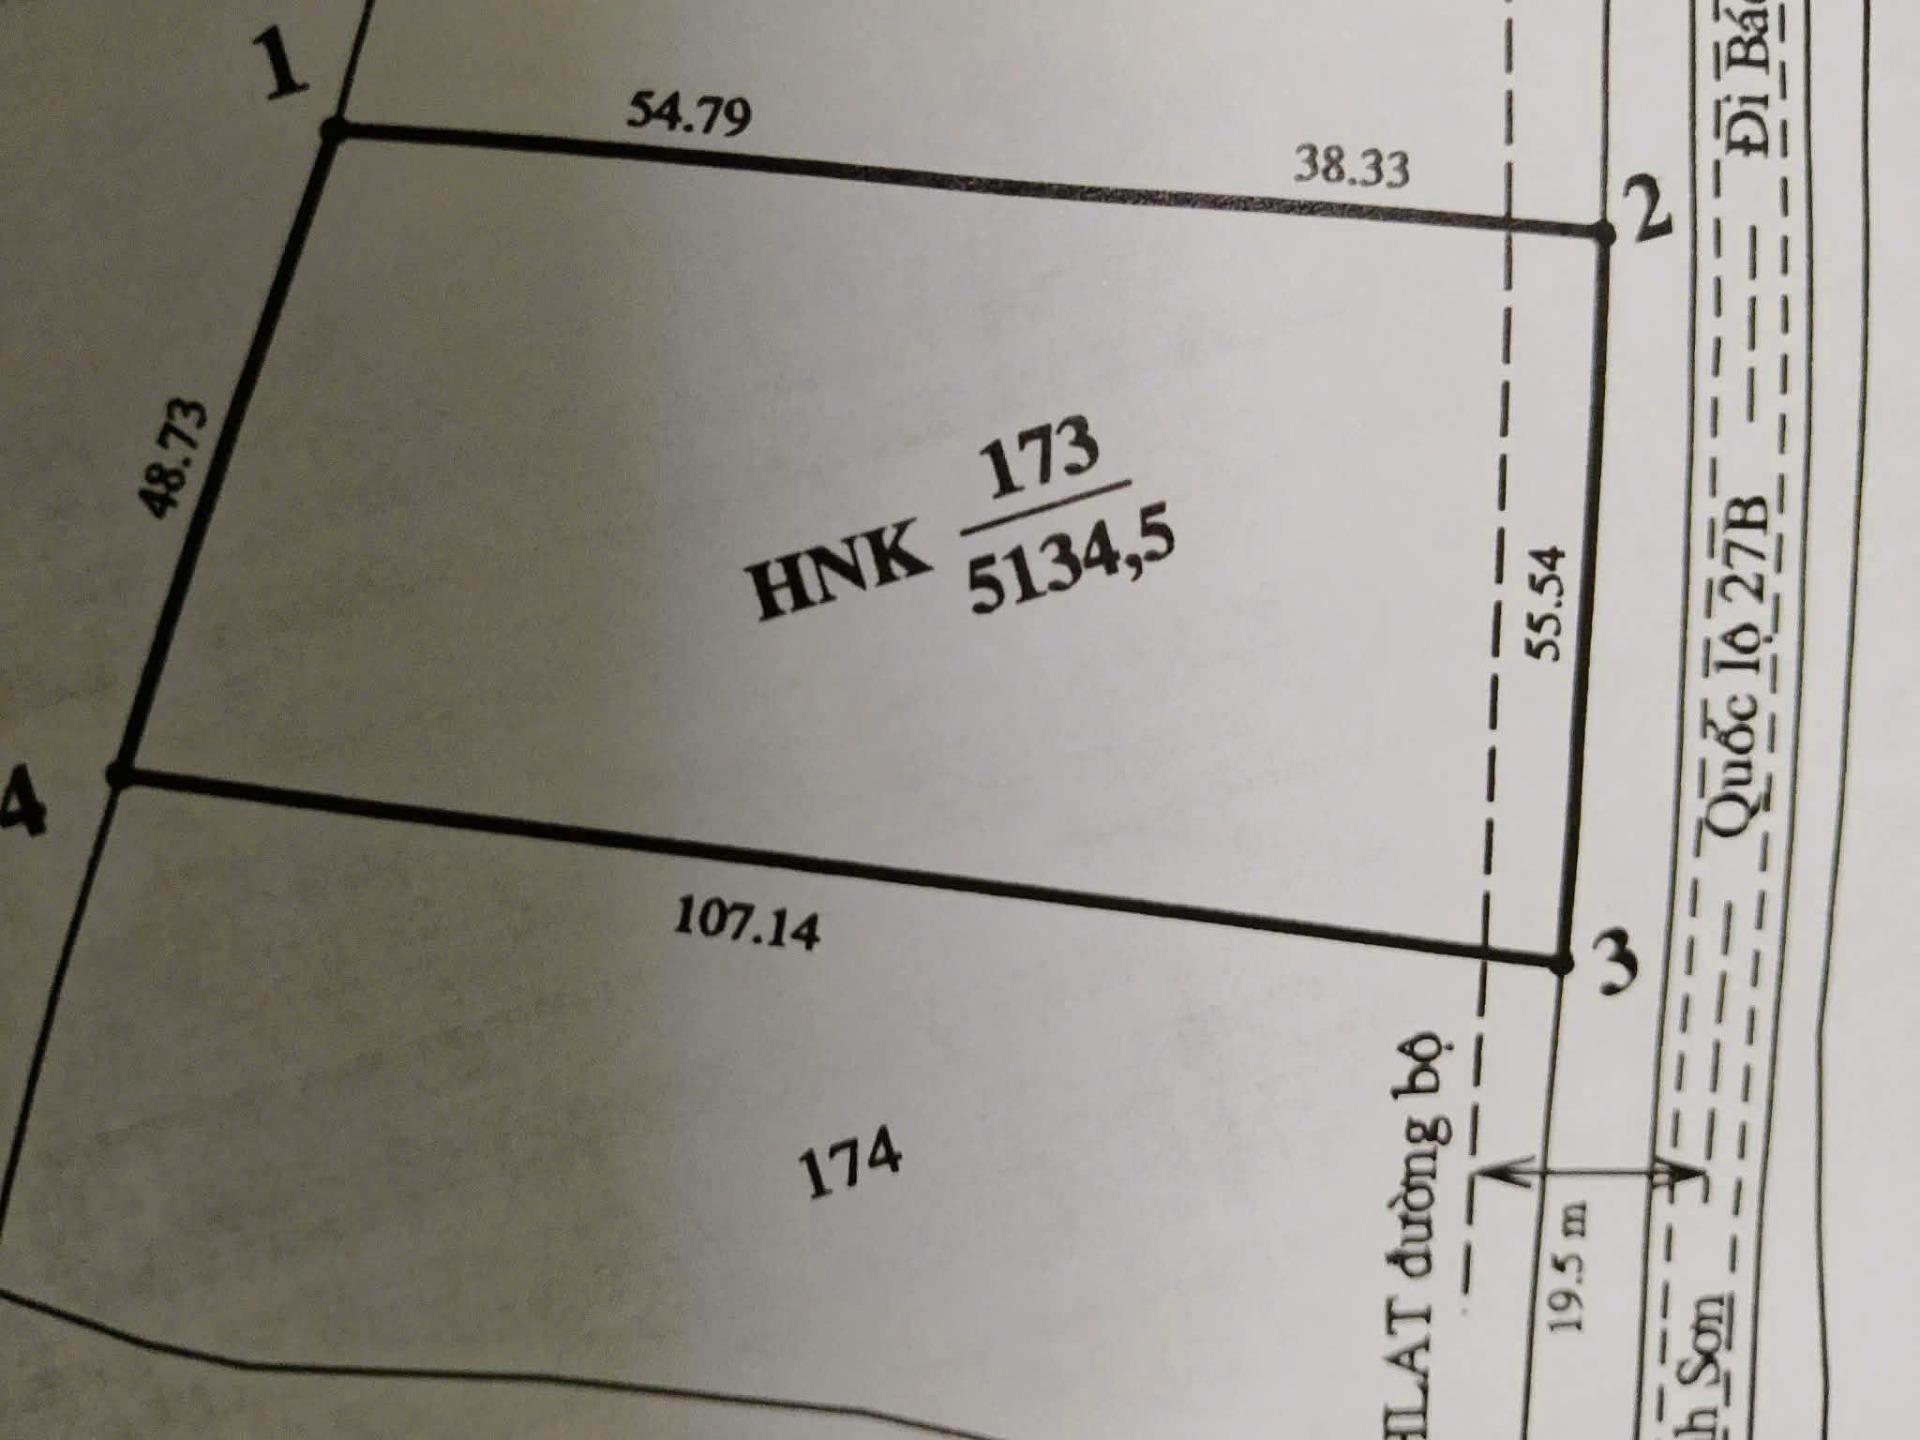 1
54.79
38.33
2
48.73
HNK 173
5134,5
55.54
4
107.14
3
174
HLAT đường bộ
19.5 m
Quốc lộ 27B
Đi
Sơn